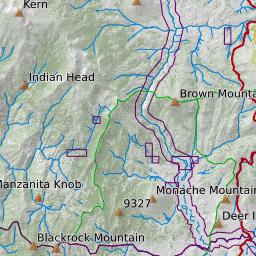 Kern
Indian Head
Brown Mounta
Manzanita Knob
Monache Mountain
9327
Deer I
Blackrock Mountain